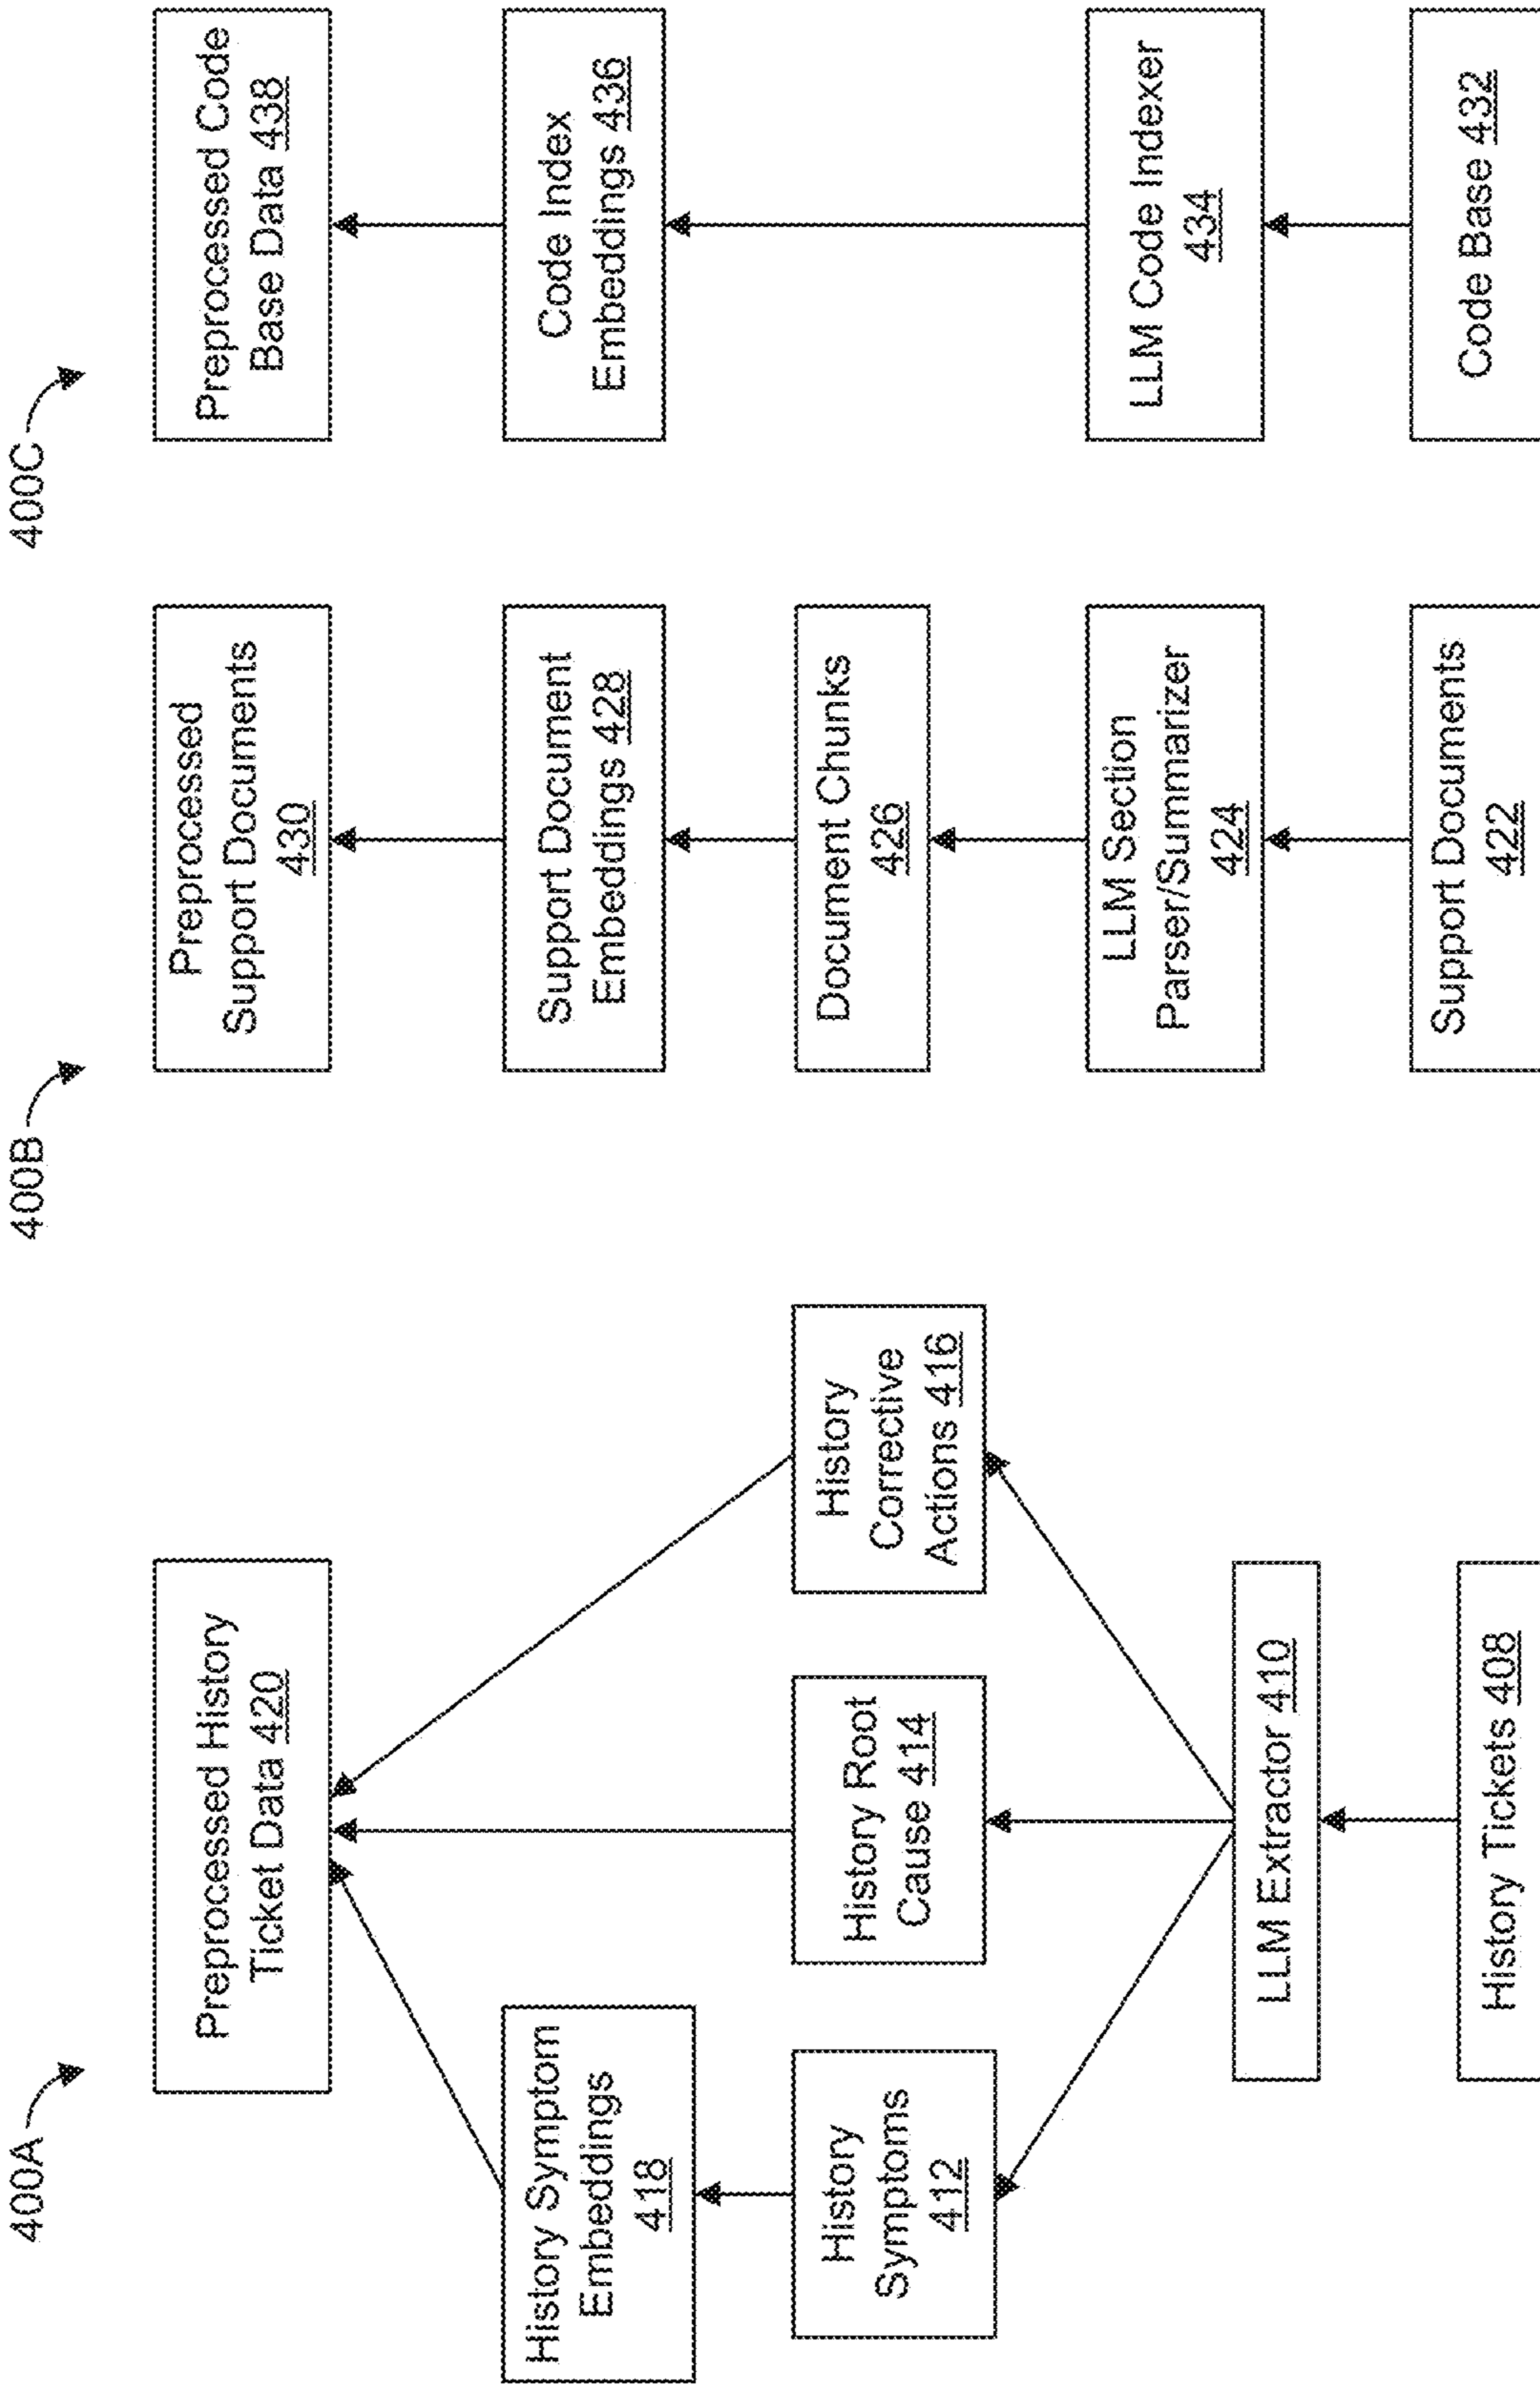 400A
Preprocessed History
Ticket Data 420
History Symptom
Embeddings
418
History
Symptoms
412
History Root
Cause 414
History
Corrective
Actions 416
LLM Extractor 410
History Tickets 408
400B
Preprocessed
Support Documents
430
Support Document
Embeddings 428
Document Chunks
426
LLM Section
Parser/Summarizer
424
Support Documents
422
400C
Preprocessed Code
Base Data 438
Code Index
Embeddings 436
LLM Code Indexer
434
Code Base 432